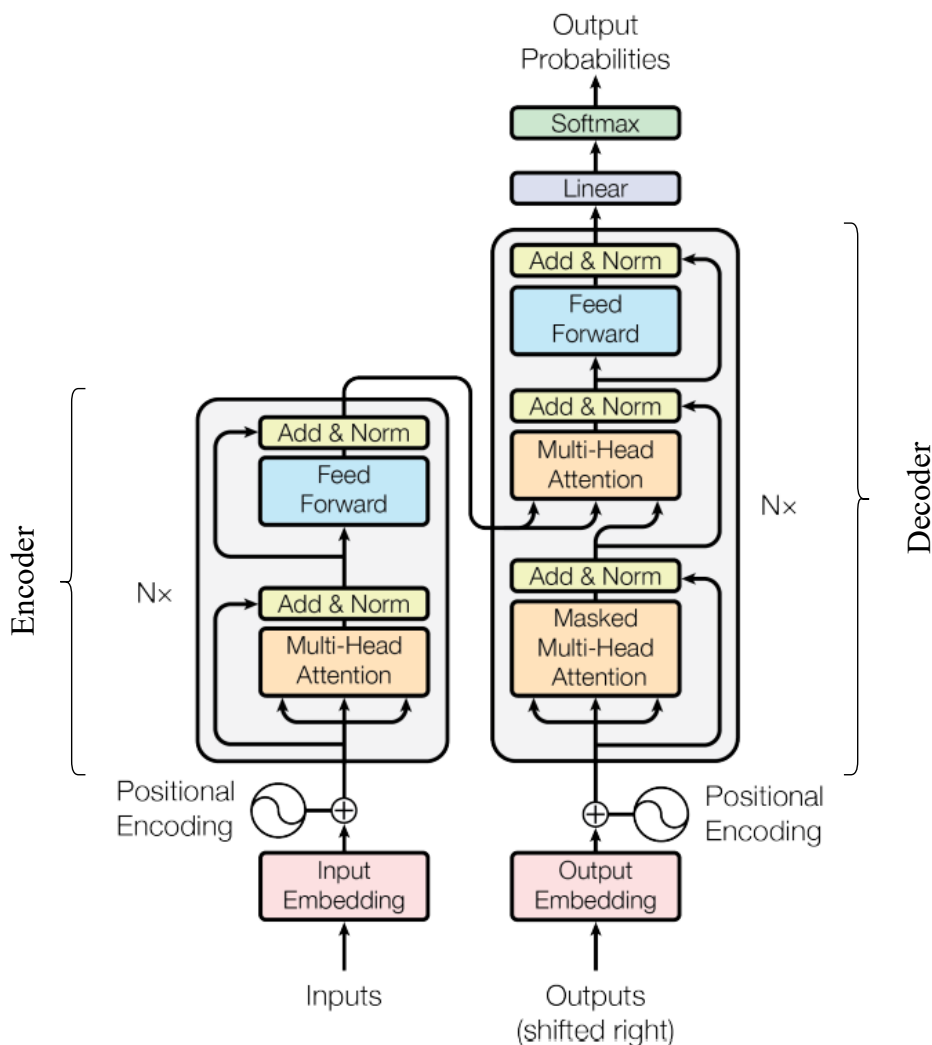 Output
Probabilities
Softmax
Linear
Add & Norm
Feed
Forward
Add & Norm
Multi-Head
Attention
Add & Norm
Masked
Multi-Head
Attention
N×
Decoder
Positional
Encoding
Output
Embedding
Outputs
(shifted right)
Encoder
N×
Add & Norm
Feed
Forward
Add & Norm
Multi-Head
Attention
Positional
Encoding
Input
Embedding
Inputs